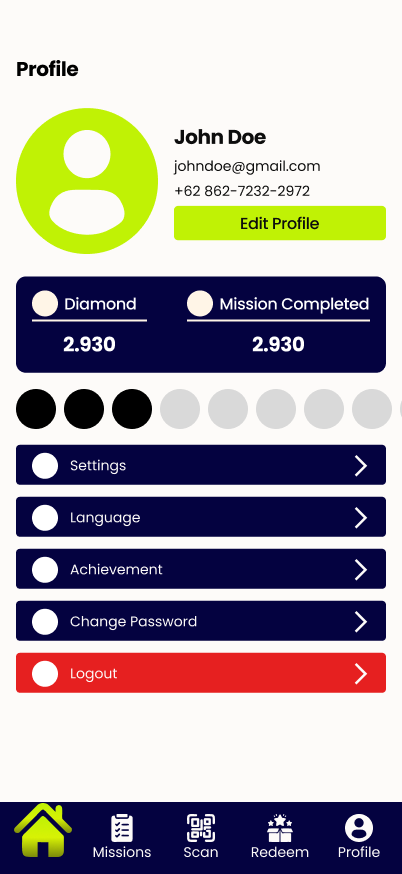 Profile
John Doe
johndoe@gmail.com
+62 862-7232-2972
Edit Profile
Diamond
2.930
Mission Completed
2.930
Settings
Language
Achievement
Change Password
Logout
Missions
Scan
Redeem
Profile